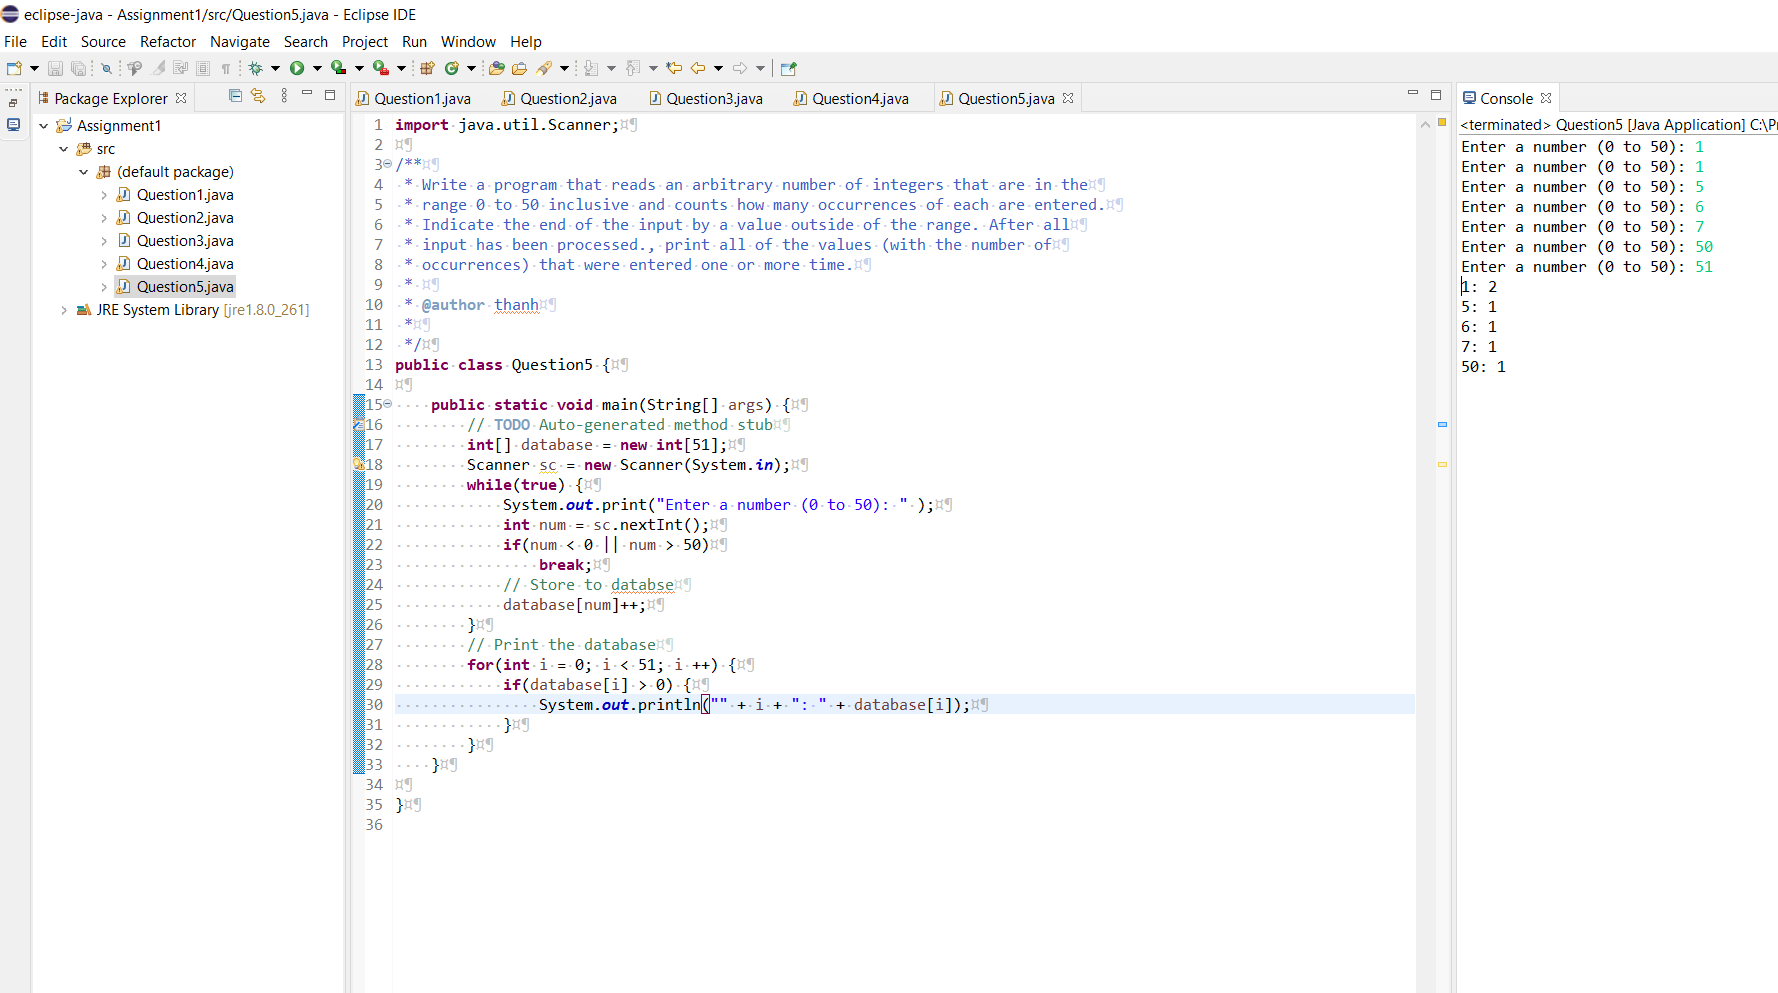 eclipse-java - Assignment1/src/Question5.java - Eclipse IDE
File Edit Source Refactor Navigate Search Project Run Window Help
Package Explorer
Assignment1
src
(default package)
Question1.java
Question2.java
Question3.java
Question4.java
Question5.java
JRE System Library [jre1.8.0_261]
Question1.java Question2.java Question3.java Question4.java Question5.java
1 import java.util.Scanner;
2
3 /**
4  * Write a program that reads an arbitrary number of integers that are in the
5  * range 0 to 50 inclusive and counts how many occurrences of each are entered.
6  * Indicate the end of the input by a value outside of the range. After all
7  * input has been processed., print all of the values (with the number of
8  * occurrences) that were entered one or more time.
9  *
10  * @author thanh
11  *
12  */
13 public class Question5 {
14
15     public static void main(String[] args) {
16         // TODO Auto-generated method stub
17         int[] database = new int[51];
18         Scanner sc = new Scanner(System.in);
19         while(true) {
20             System.out.print("Enter a number (0 to 50): " );
21             int num = sc.nextInt();
22             if(num < 0 || num > 50)
23                 break;
24             // Store to databse
25             database[num]++;
26         }
27         // Print the database
28         for(int i = 0; i < 51; i ++) {
29             if(database[i] > 0) {
30                 System.out.println("" + i + ": " + database[i]);
31             }
32         }
33     }
34
35 }
36
Console
<terminated> Question5 [Java Application] C:\Pr
Enter a number (0 to 50): 1
Enter a number (0 to 50): 1
Enter a number (0 to 50): 5
Enter a number (0 to 50): 6
Enter a number (0 to 50): 7
Enter a number (0 to 50): 50
Enter a number (0 to 50): 51
1: 2
5: 1
6: 1
7: 1
50: 1